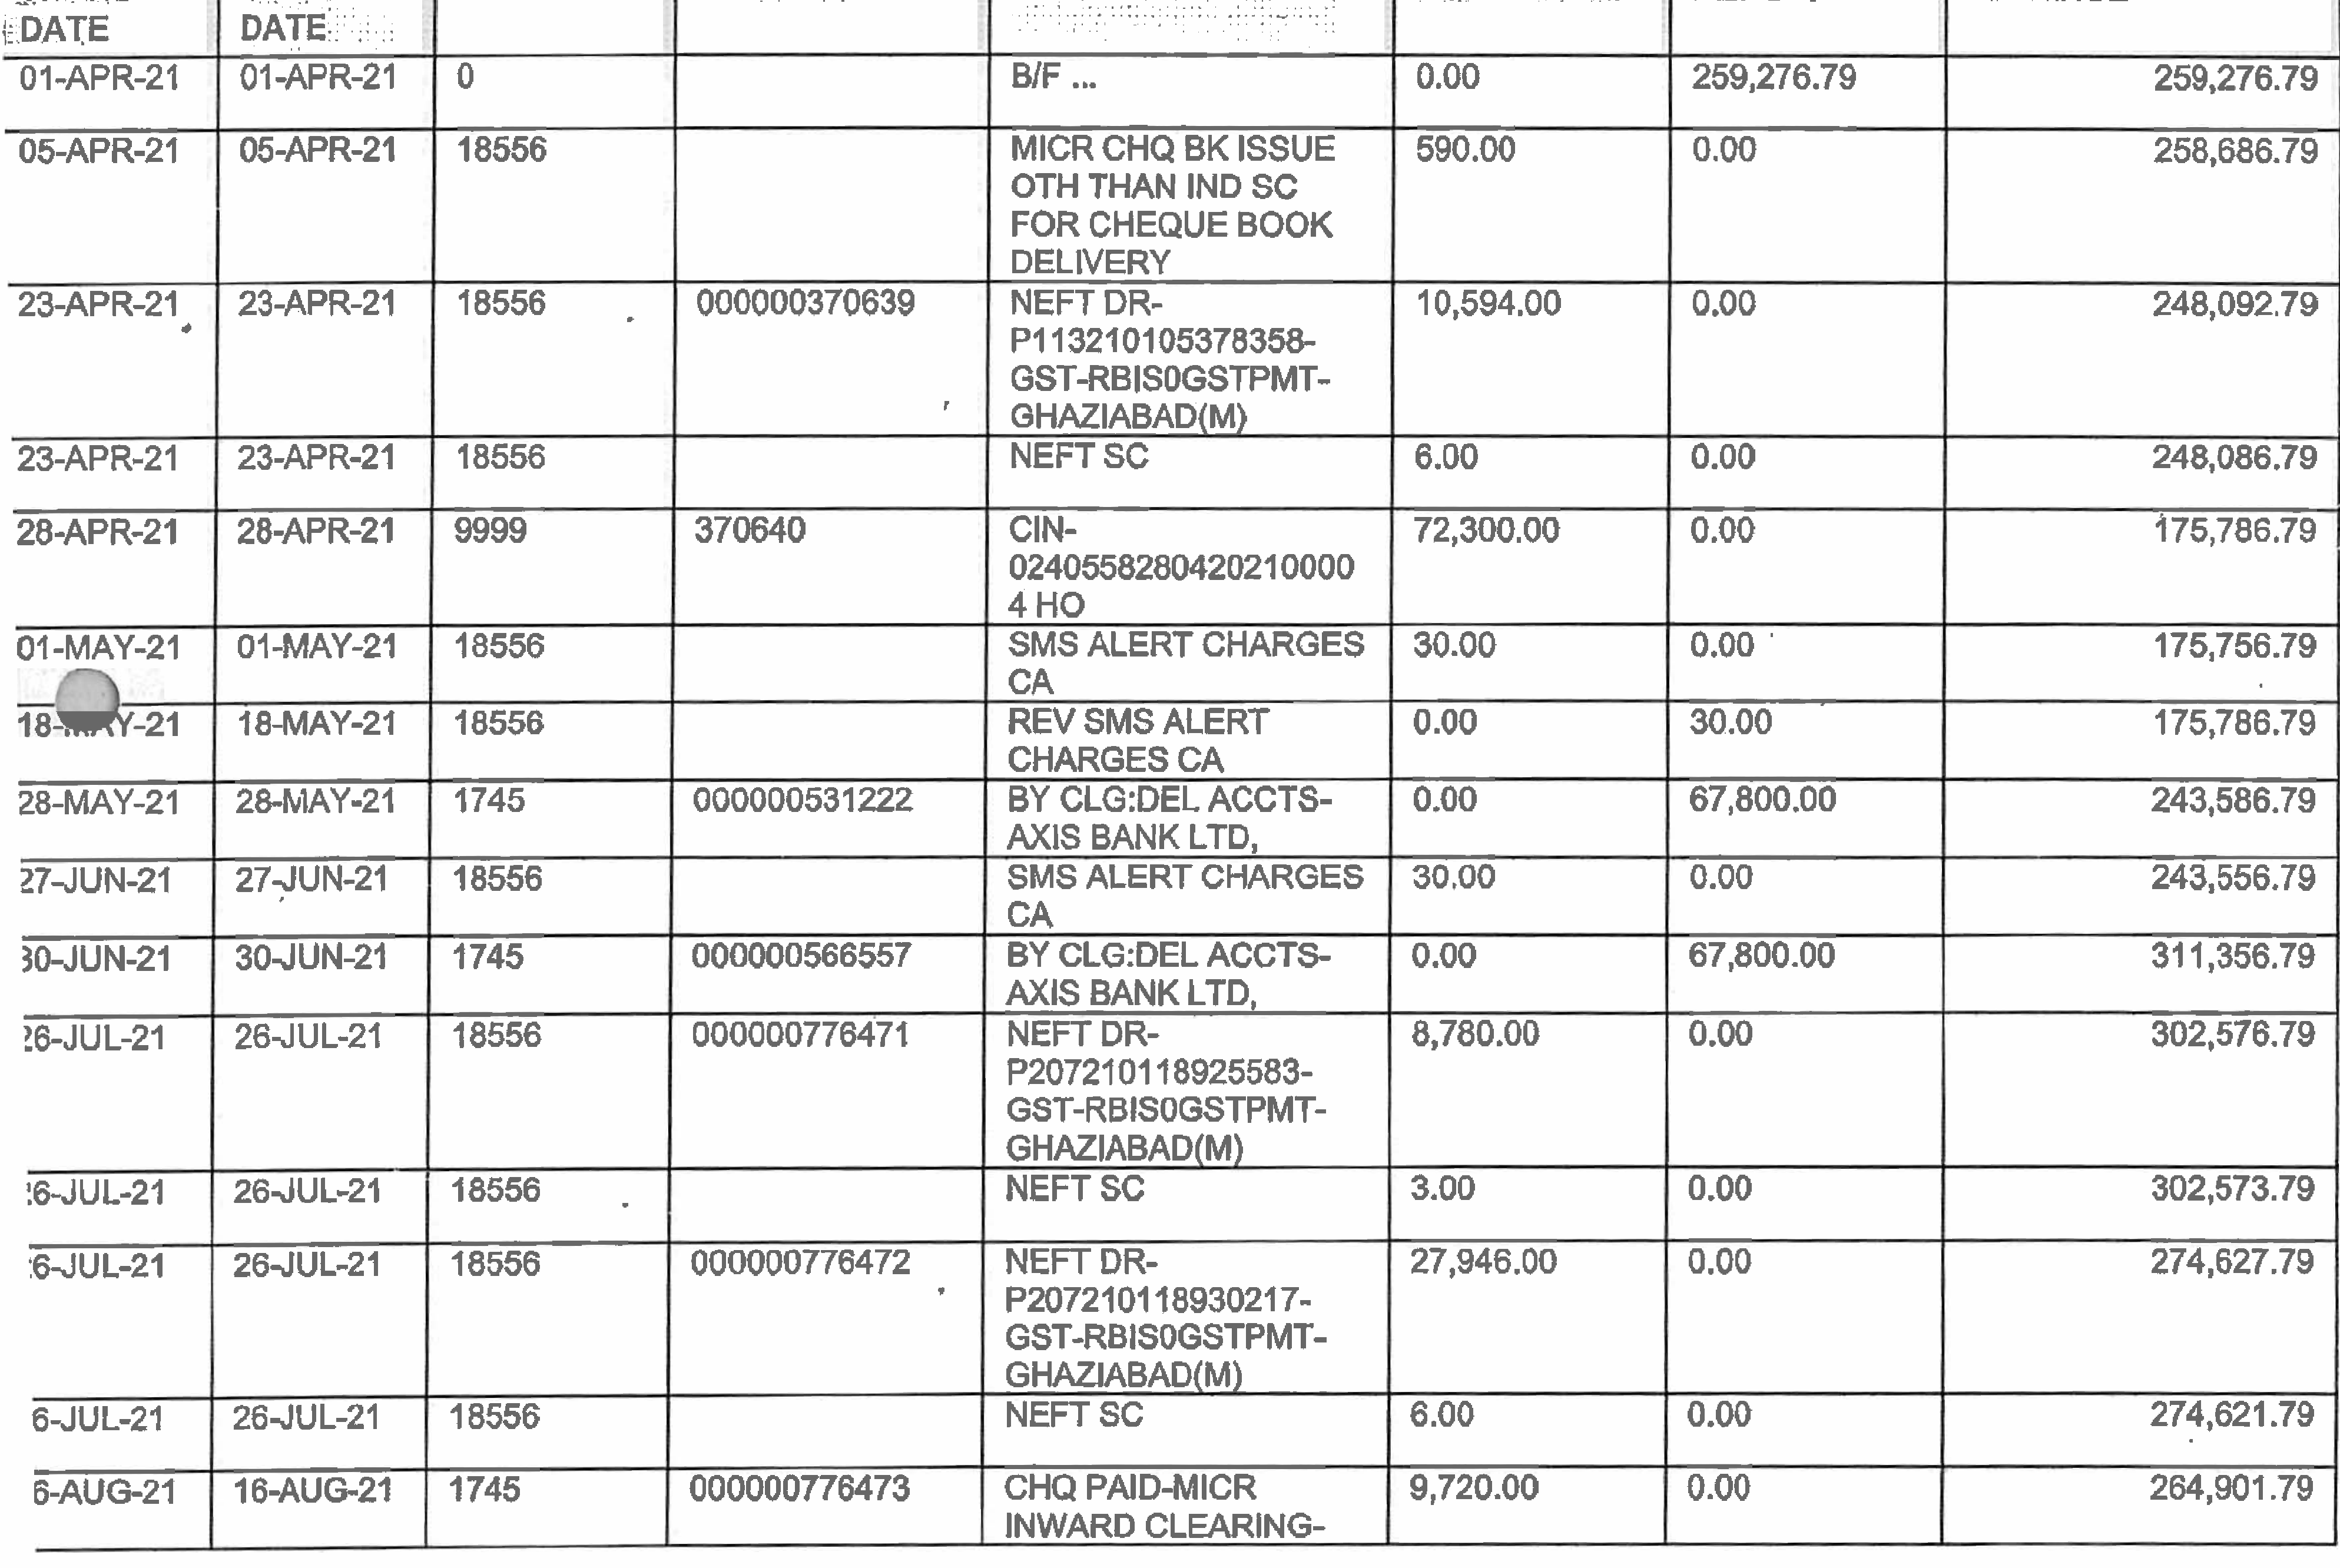 DATE DATE
01-APR-21 01-APR-21 0 B/F ... 0.00 259,276.79 259,276.79
05-APR-21 05-APR-21 18556 MICR CHQ BK ISSUE 590.00 0.00 258,686.79
OTH THAN IND SC
FOR CHEQUE BOOK
DELIVERY
23-APR-21 23-APR-21 18556 000000370639 NEFT DR- 10,594.00 0.00 248,092.79
P113210105378358-
GST-RBIS0GSTPMT-
GHAZIABAD(M)
23-APR-21 23-APR-21 18556 NEFT SC 6.00 0.00 248,086.79
28-APR-21 28-APR-21 9999 370640 CIN- 72,300.00 0.00 175,786.79
0240558280420210000
4 HO
01-MAY-21 01-MAY-21 18556 SMS ALERT CHARGES 30.00 0.00 175,756.79
CA
18-MAY-21 18-MAY-21 18556 REV SMS ALERT 0.00 30.00 175,786.79
CHARGES CA
28-MAY-21 28-MAY-21 1745 000000531222 BY CLG:DEL ACCTS- 0.00 67,800.00 243,586.79
AXIS BANK LTD,
27-JUN-21 27-JUN-21 18556 SMS ALERT CHARGES 30.00 0.00 243,556.79
CA
30-JUN-21 30-JUN-21 1745 000000566557 BY CLG:DEL ACCTS- 0.00 67,800.00 311,356.79
AXIS BANK LTD,
26-JUL-21 26-JUL-21 18556 000000776471 NEFT DR- 8,780.00 0.00 302,576.79
P207210118925583-
GST-RBIS0GSTPMT-
GHAZIABAD(M)
6-JUL-21 26-JUL-21 18556 NEFT SC 3.00 0.00 302,573.79
6-JUL-21 26-JUL-21 18556 000000776472 NEFT DR- 27,946.00 0.00 274,627.79
P207210118930217-
GST-RBIS0GSTPMT-
GHAZIABAD(M)
6-JUL-21 26-JUL-21 18556 NEFT SC 6.00 0.00 274,621.79
6-AUG-21 16-AUG-21 1745 000000776473 CHQ PAID-MICR 9,720.00 0.00 264,901.79
INWARD CLEARING-